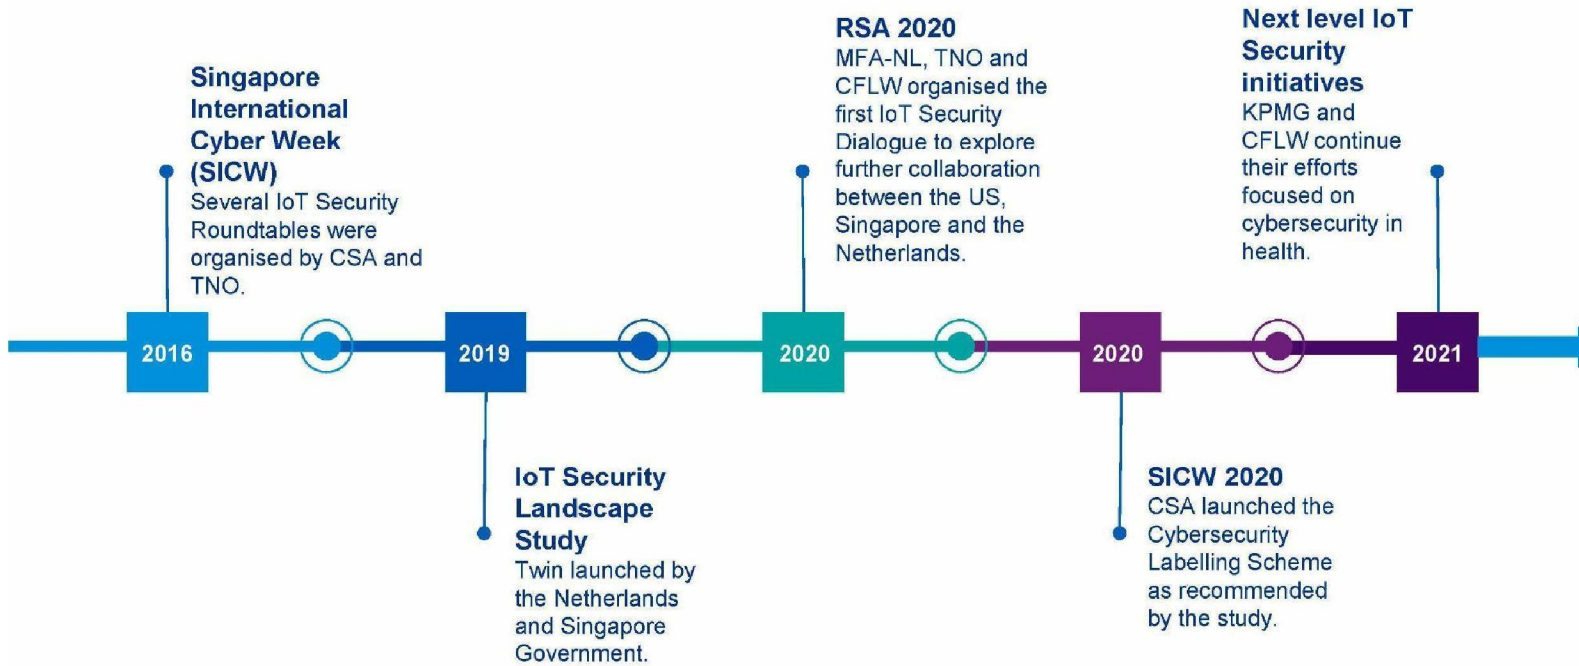 Singapore
International
Cyber Week
(SICW)
Several IoT Security
Roundtables were
organised by CSA and
TNO.
RSA 2020
MFA-NL, TNO and
CFLW organised the
first IoT Security
Dialogue to explore
further collaboration
between the US,
Singapore and the
Netherlands.
Next level IoT
Security
initiatives
KPMG and
CFLW continue
their efforts
focused on
cybersecurity in
health.
2016
2019
2020
2020
2021
IoT Security
Landscape
Study
Twin launched by
the Netherlands
and Singapore
Government.
SICW 2020
CSA launched the
Cybersecurity
Labelling Scheme
as recommended
by the study.